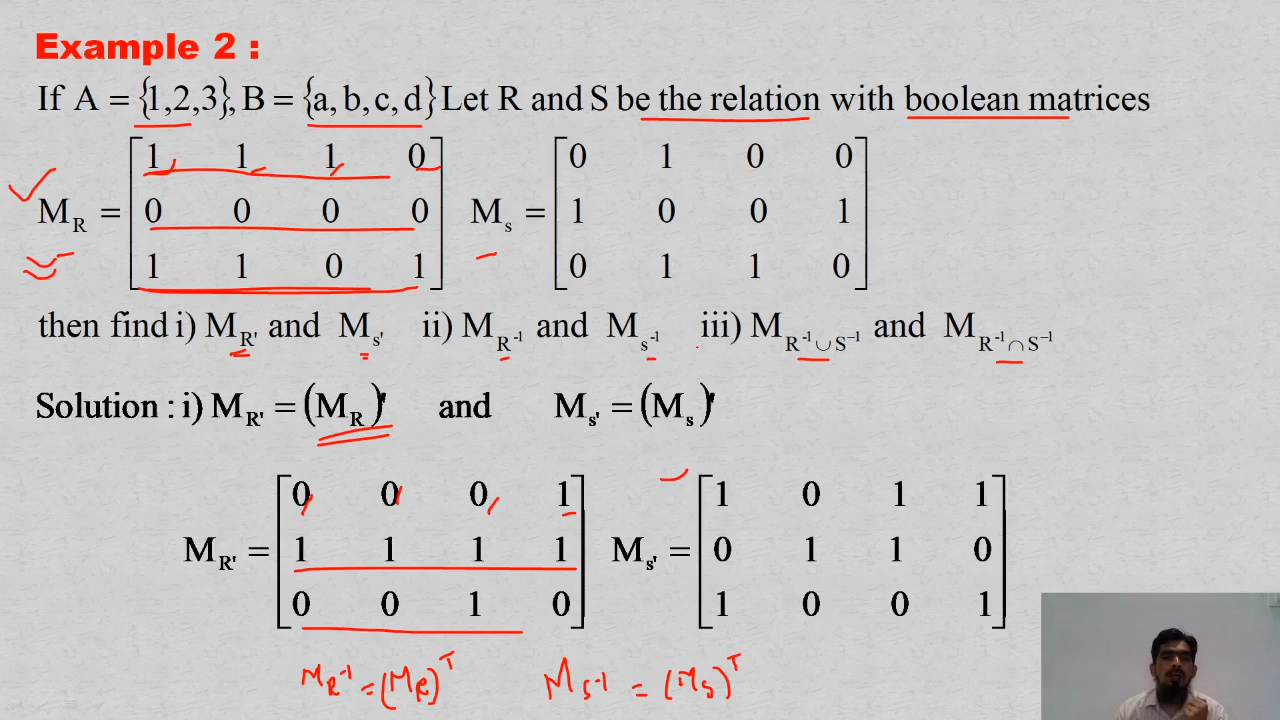 Example 2 :
If A = {1,2,3}, B = {a, b, c, d} Let R and S be the relation with boolean matrices
M_R = [1 1 1 0; 0 0 0 0; 1 1 0 1] M_s = [0 1 0 0; 1 0 0 1; 0 1 1 0]
then find i) M_R' and M_s' ii) M_R⁻¹ and M_s⁻¹ iii) M_R⁻¹∪S⁻¹ and M_R⁻¹∩S⁻¹
Solution : i) M_R' = (M_R)' and M_s' = (M_s)'
M_R' = [0 0 0 1; 1 1 1 1; 0 0 1 0] M_s' = [1 0 1 1; 0 1 1 0; 1 0 0 1]
M_R⁻¹ = (M_R)^T M_S⁻¹ = (M_S)^T